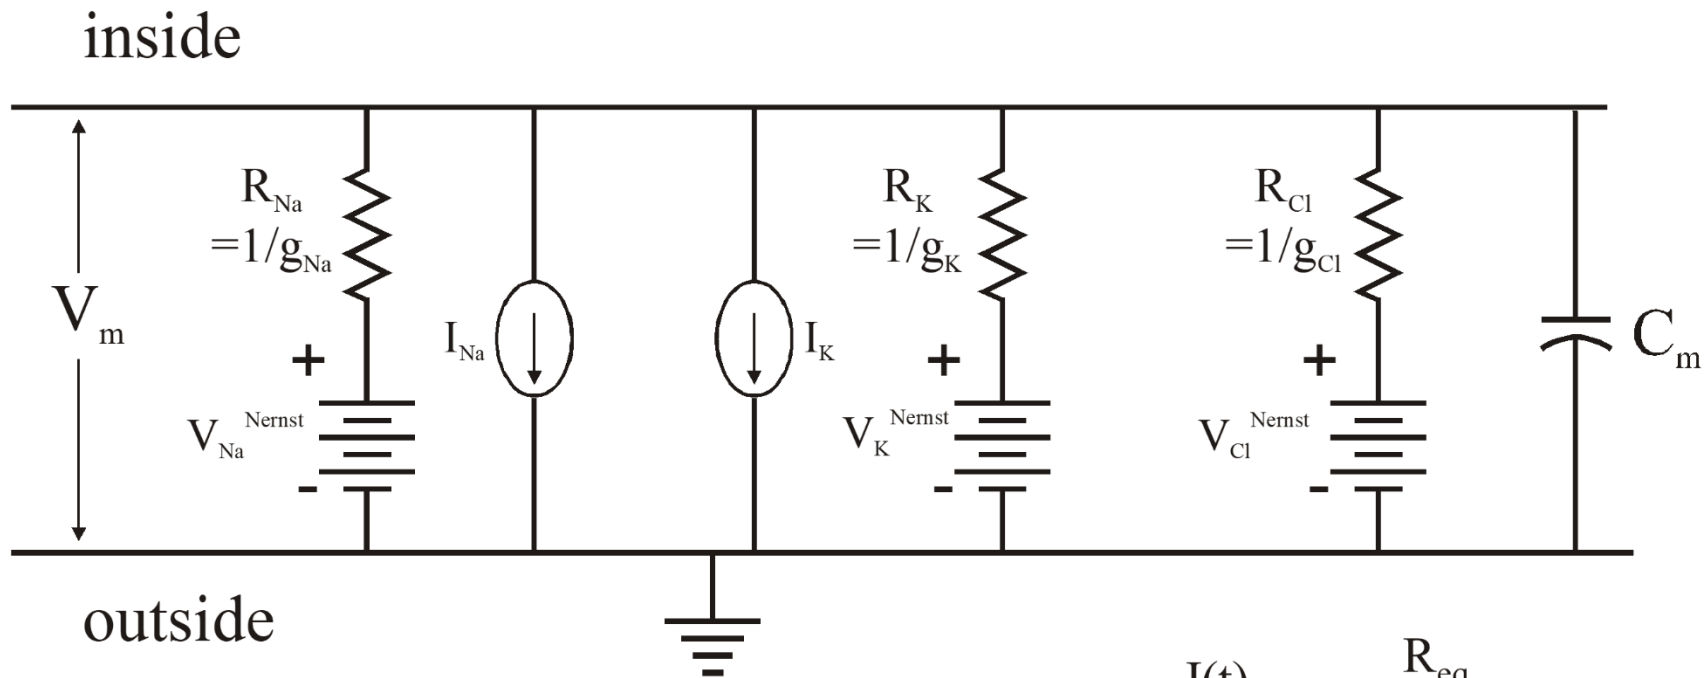 inside
R_Na
=1/g_Na
R_K
=1/g_K
R_Cl
=1/g_Cl
V_m
I_Na
I_K
C_m
+
+
+
V_Na^Nernst
V_K^Nernst
V_Cl^Nernst
-
-
-
outside
I(t)
R_eq